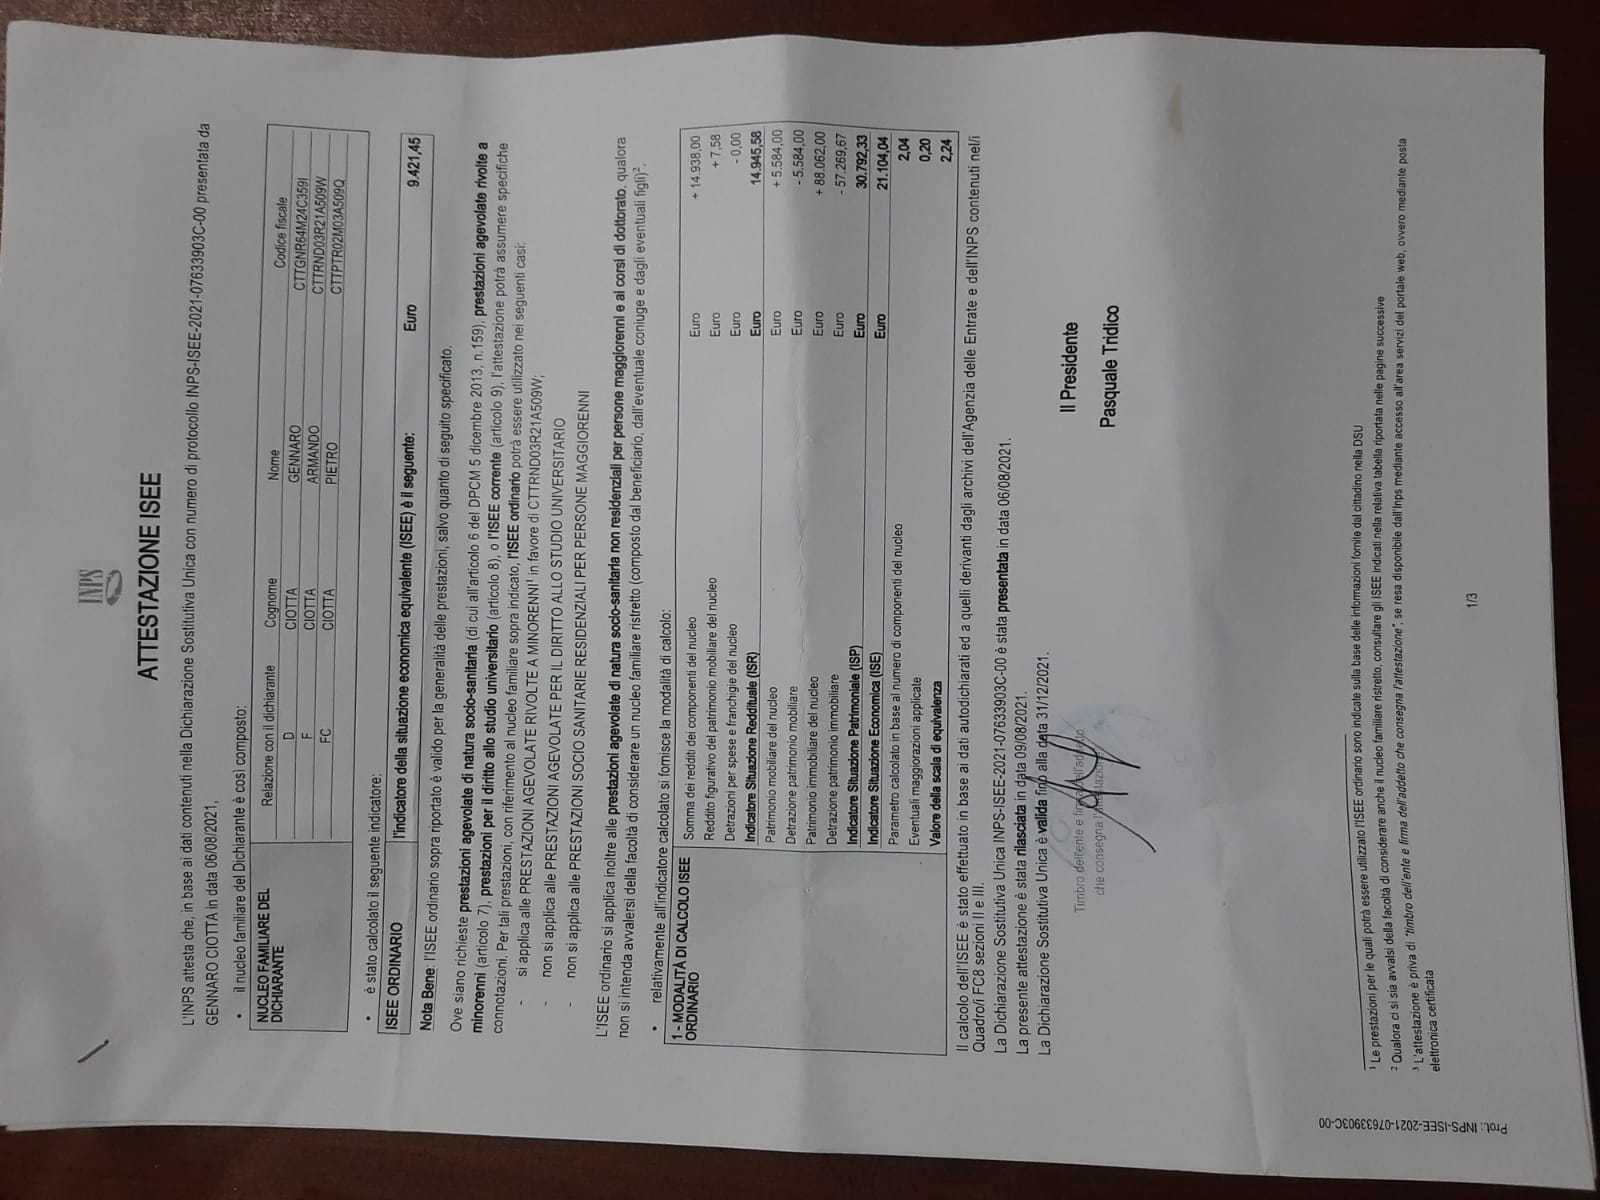 INPS
ATTESTAZIONE ISEE
L'INPS attesta che, in base ai dati contenuti nella Dichiarazione Sostitutiva Unica con numero di protocollo INPS-ISEE-2021-07633903C-00 presentata da
GENNARO CIOTTA in data 06/08/2021,
• il nucleo familiare del Dichiarante è così composto:
NUCLEO FAMILIARE DEL DICHIARANTE Relazione con il dichiarante Cognome Nome Codice fiscale
D CIOTTA GENNARO CTTGNR64M24C359I
F CIOTTA ARMANDO CTTRND03R21A509W
FC CIOTTA PIETRO CTTPTR02M03A509Q
• è stato calcolato il seguente indicatore:
ISEE ORDINARIO l'Indicatore della situazione economica equivalente (ISEE) è il seguente: Euro 9.421,45
Nota Bene: l'ISEE ordinario sopra riportato è valido per la generalità delle prestazioni, salvo quanto di seguito specificato.
Ove siano richieste prestazioni agevolate di natura socio-sanitaria (di cui all'articolo 6 del DPCM 5 dicembre 2013, n.159), prestazioni agevolate rivolte a
minorenni (articolo 7), prestazioni per il diritto allo studio universitario (articolo 8), o l'ISEE corrente (articolo 9), l'attestazione potrà assumere specifiche
connotazioni. Per tali prestazioni, con riferimento al nucleo familiare sopra indicato, l'ISEE ordinario potrà essere utilizzato nei seguenti casi:
- si applica alle PRESTAZIONI AGEVOLATE RIVOLTE A MINORENNI¹ in favore di CTTRND03R21A509W;
- non si applica alle PRESTAZIONI AGEVOLATE PER IL DIRITTO ALLO STUDIO UNIVERSITARIO
- non si applica alle PRESTAZIONI SOCIO SANITARIE RESIDENZIALI PER PERSONE MAGGIORENNI
L'ISEE ordinario si applica inoltre alle prestazioni agevolate di natura socio-sanitaria non residenziali per persone maggiorenni e ai corsi di dottorato, qualora
non si intenda avvalersi della facoltà di considerare un nucleo familiare ristretto (composto dal beneficiario, dall'eventuale coniuge e dagli eventuali figli)².
• relativamente all'indicatore calcolato si fornisce la modalità di calcolo:
1 - MODALITÀ DI CALCOLO ISEE ORDINARIO Somma dei redditi dei componenti del nucleo Euro + 14.938,00
Reddito figurativo del patrimonio mobiliare del nucleo Euro + 7,58
Detrazioni per spese e franchigie del nucleo Euro - 0,00
Indicatore Situazione Reddituale (ISR) Euro 14.945,58
Patrimonio mobiliare del nucleo Euro + 5.584,00
Detrazione patrimonio mobiliare Euro - 5.584,00
Patrimonio immobiliare del nucleo Euro + 88.062,00
Detrazione patrimonio immobiliare Euro - 57.269,67
Indicatore Situazione Patrimoniale (ISP) Euro 30.792,33
Indicatore Situazione Economica (ISE) Euro 21.104,04
Parametro calcolato in base al numero di componenti del nucleo 2,04
Eventuali maggiorazioni applicate 0,20
Valore della scala di equivalenza 2,24
Il calcolo dell'ISEE è stato effettuato in base ai dati autodichiarati ed a quelli derivanti dagli archivi dell'Agenzia delle Entrate e dell'INPS contenuti nel/i
Quadro/i FC8 sezioni II e III.
La Dichiarazione Sostitutiva Unica INPS-ISEE-2021-07633903C-00 è stata presentata in data 06/08/2021.
La presente attestazione è stata rilasciata in data 09/08/2021.
La Dichiarazione Sostitutiva Unica è valida fino alla data 31/12/2021.
Il Presidente
Pasquale Tridico
Timbro dell'ente e firma dell'addetto
che consegna l'attestazione
¹ Le prestazioni per le quali potrà essere utilizzato l'ISEE ordinario sono indicate sulla base delle informazioni fornite dal cittadino nella DSU
² Qualora ci si sia avvalsi della facoltà di considerare anche il nucleo familiare ristretto, consultare gli ISEE indicati nella relativa tabella riportata nelle pagine successive
³ L'attestazione è priva di "timbro dell'ente e firma dell'addetto che consegna l'attestazione", se resa disponibile dall'Inps mediante accesso all'area servizi del portale web, ovvero mediante posta
elettronica certificata
1/3
Prot.: INPS-ISEE-2021-07633903C-00